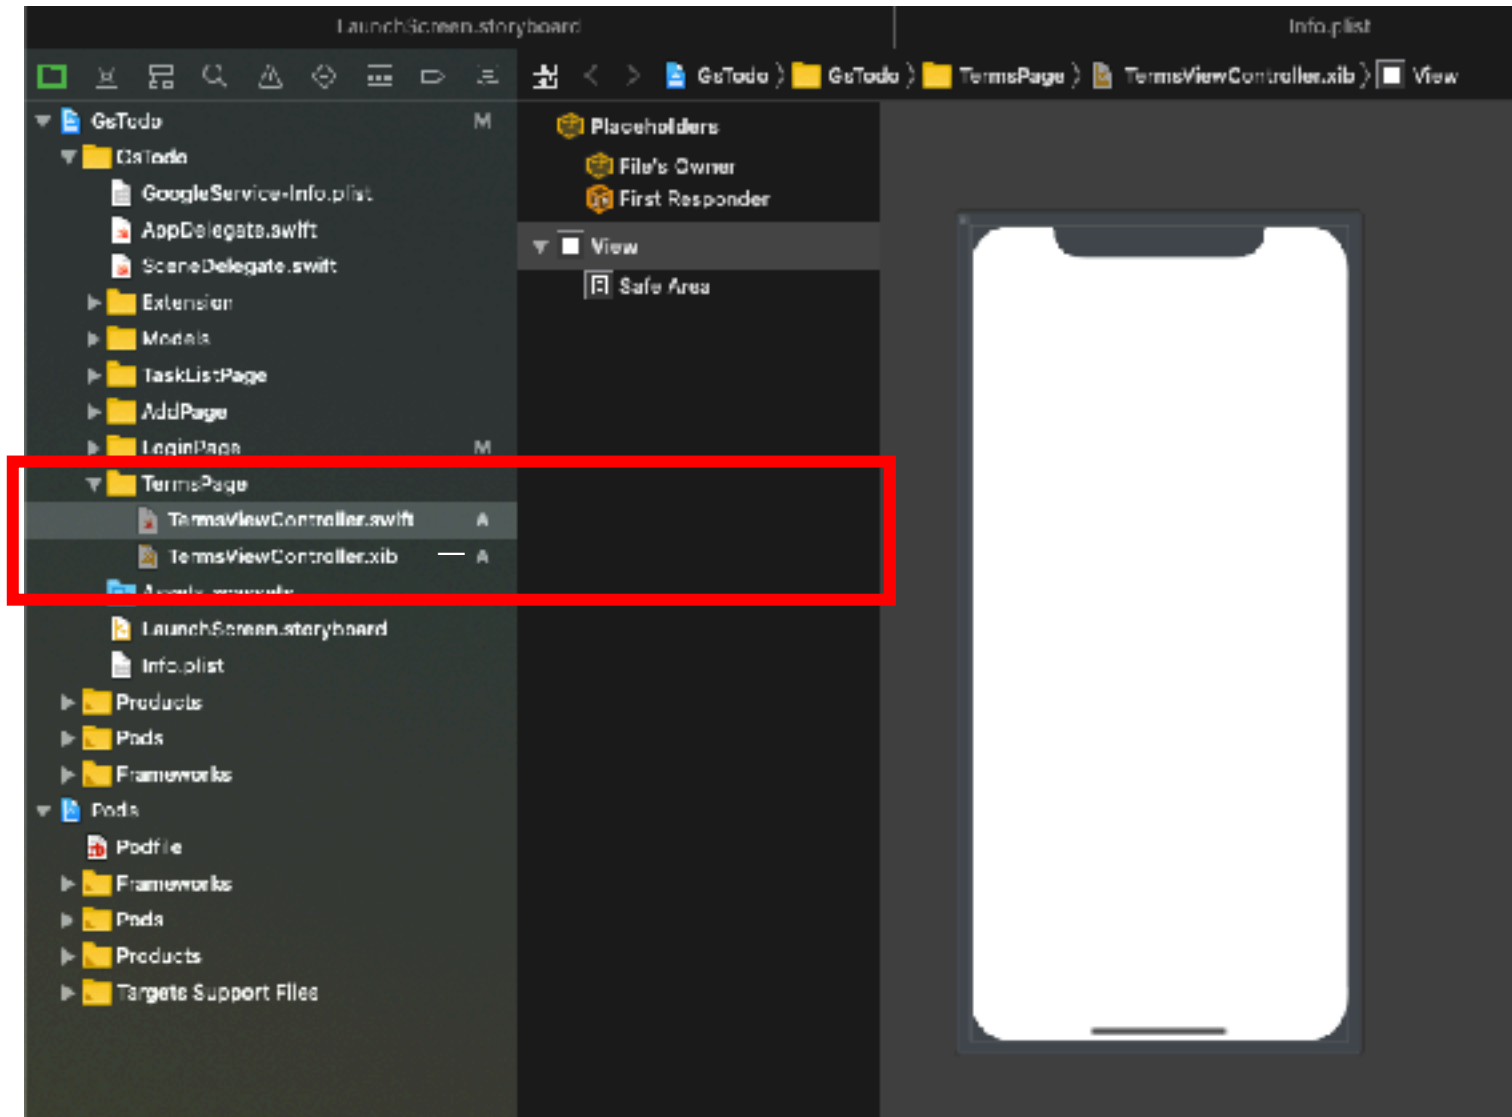 LaunchScreen.storyboard
Info.plist
GsTodo
GsTodo
TermsPage
TermsViewController.xib
View
GsTodo M
GsTodo
GoogleService-Info.plist
AppDelegate.swift
SceneDelegate.swift
Extension
Models
TaskListPage
AddPage
LoginPage M
TermsPage
TermsViewController.swift A
TermsViewController.xib A
LaunchScreen.storyboard
Info.plist
Products
Pods
Frameworks
Pods
Podfile
Frameworks
Pods
Products
Targets Support Files
Placeholders
File's Owner
First Responder
View
Safe Area